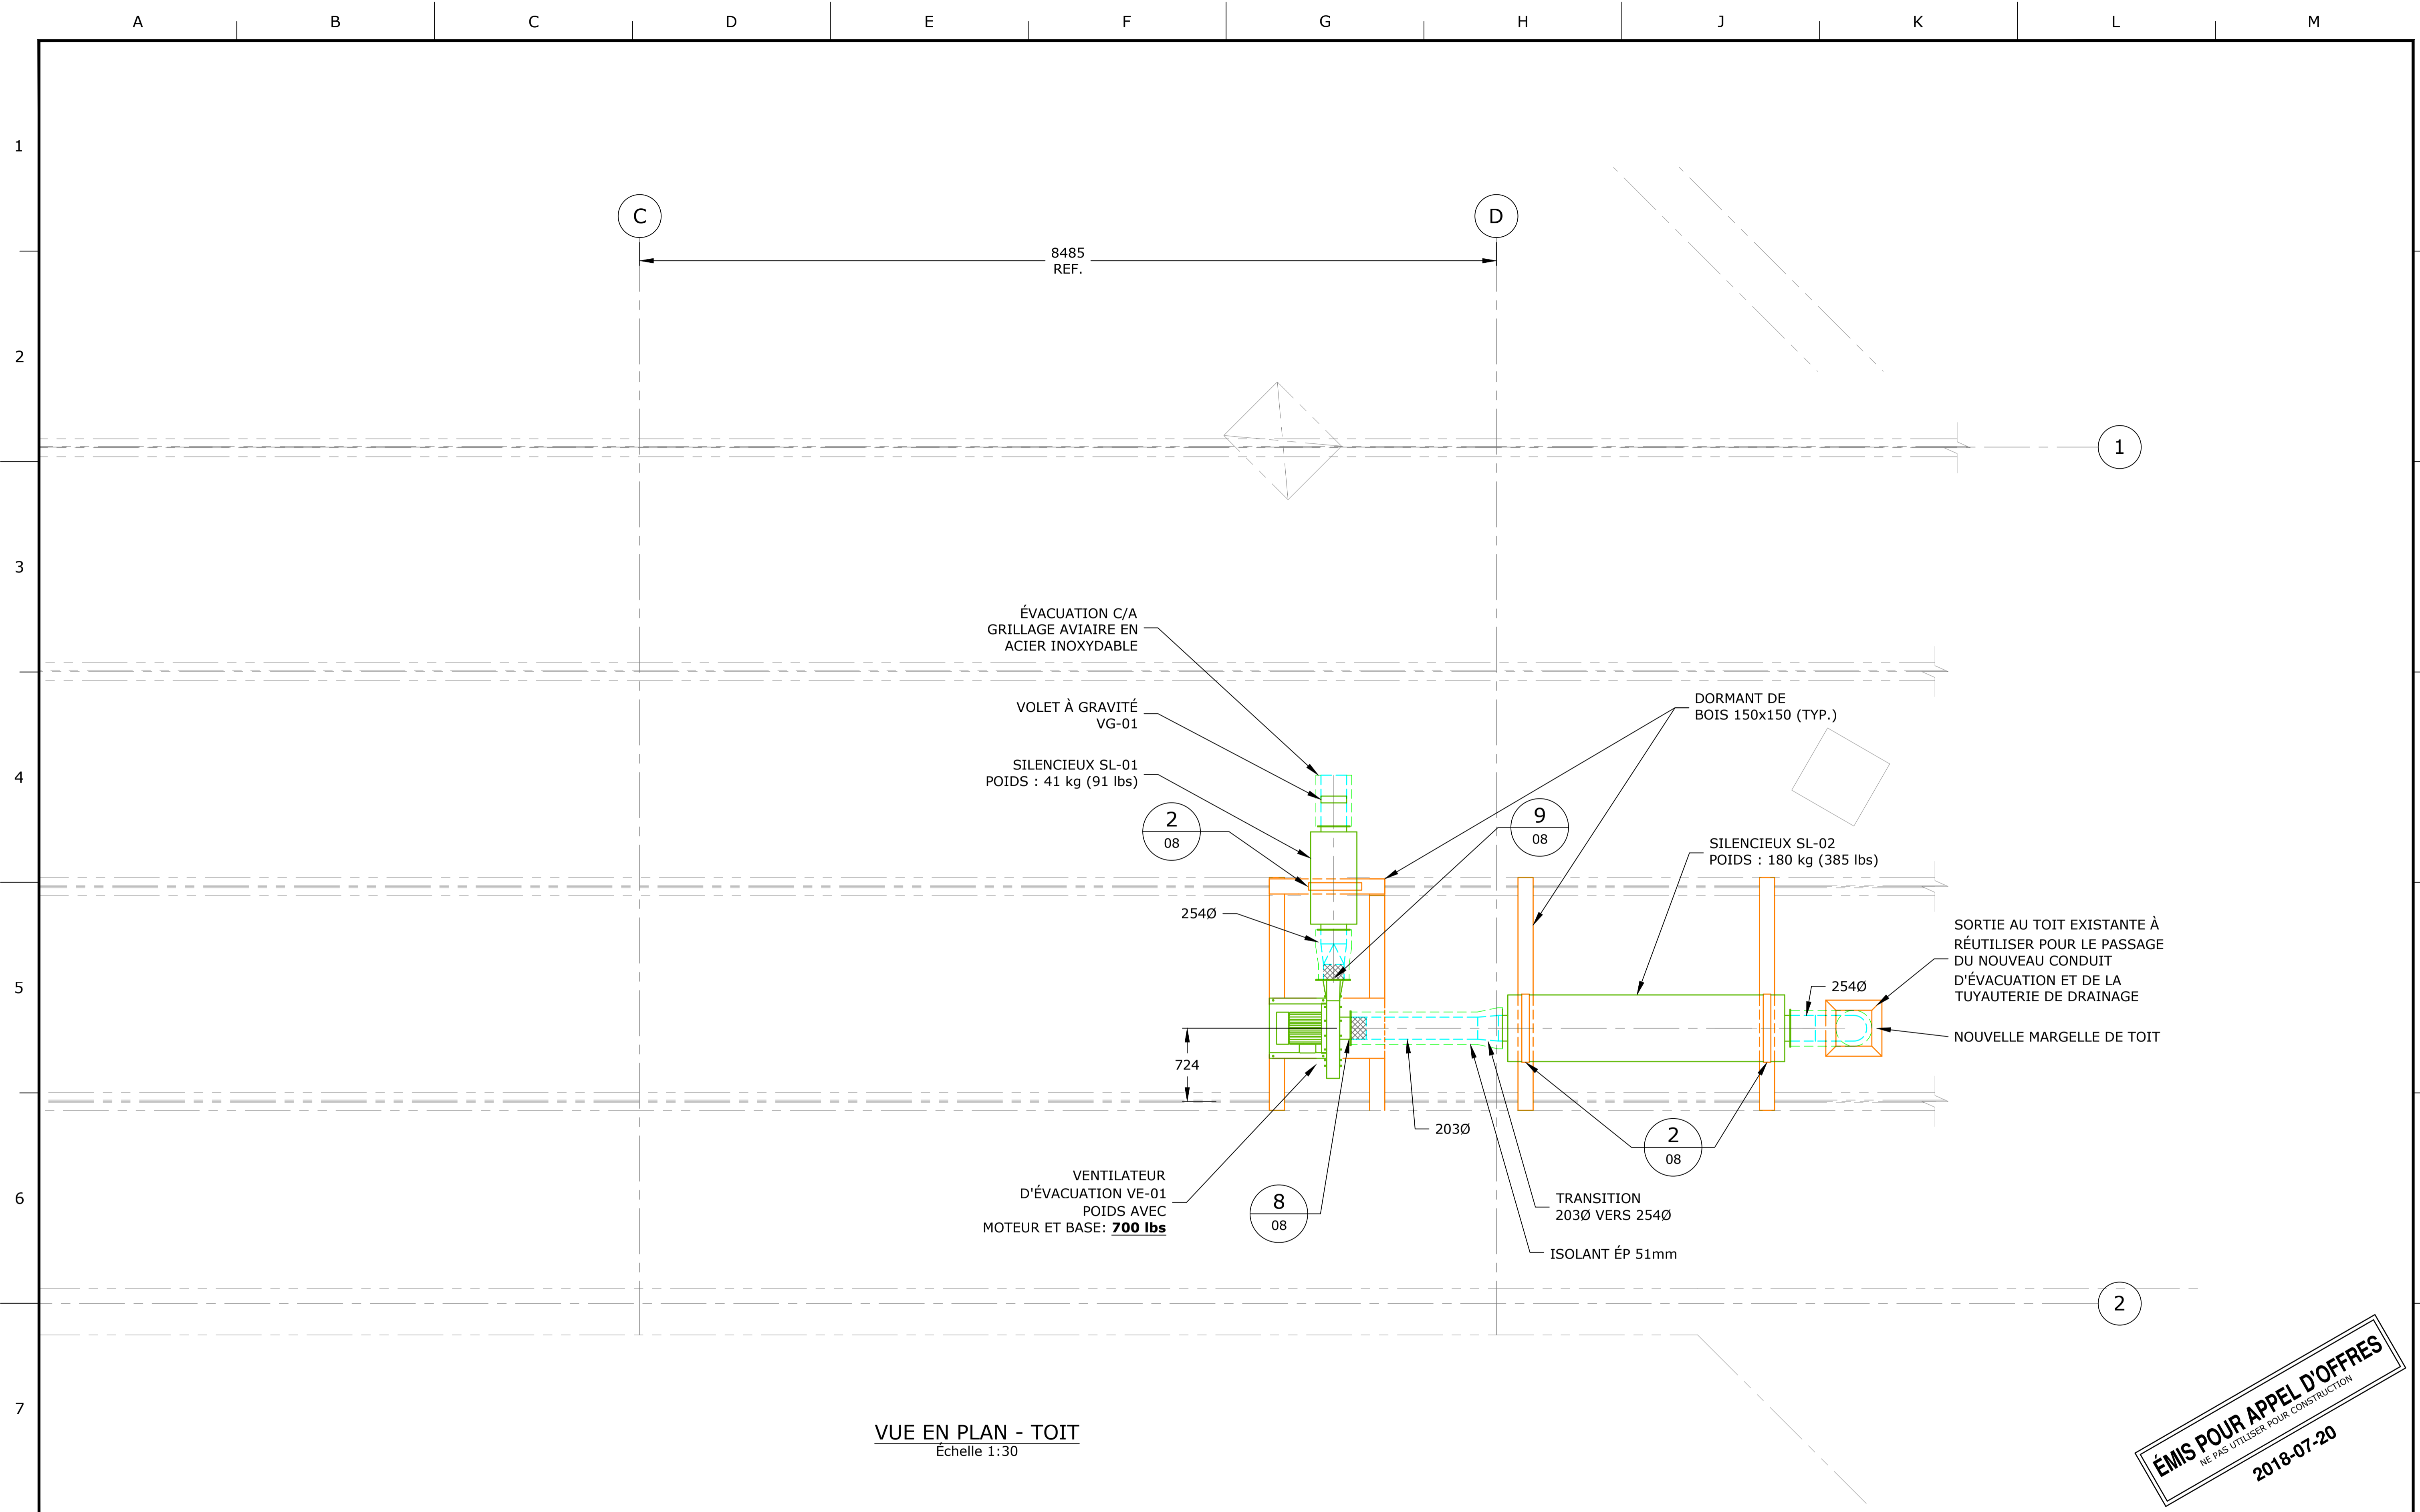 A B C D E F G H J K L M
1
C D
8485
REF.
2
1
3
ÉVACUATION C/A
GRILLAGE AVIAIRE EN
ACIER INOXYDABLE
VOLET À GRAVITÉ
VG-01
DORMANT DE
BOIS 150x150 (TYP.)
4
SILENCIEUX SL-01
POIDS : 41 kg (91 lbs)
2
08
9
08
SILENCIEUX SL-02
POIDS : 180 kg (385 lbs)
254Ø
SORTIE AU TOIT EXISTANTE À
RÉUTILISER POUR LE PASSAGE
DU NOUVEAU CONDUIT
D'ÉVACUATION ET DE LA
TUYAUTERIE DE DRAINAGE
5
254Ø
NOUVELLE MARGELLE DE TOIT
724
203Ø
2
08
VENTILATEUR
D'ÉVACUATION VE-01
POIDS AVEC
MOTEUR ET BASE: 700 lbs
6
8
08
TRANSITION
203Ø VERS 254Ø
ISOLANT ÉP 51mm
2
7
VUE EN PLAN - TOIT
Échelle 1:30
ÉMIS POUR APPEL D'OFFRES
NE PAS UTILISER POUR CONSTRUCTION
2018-07-20